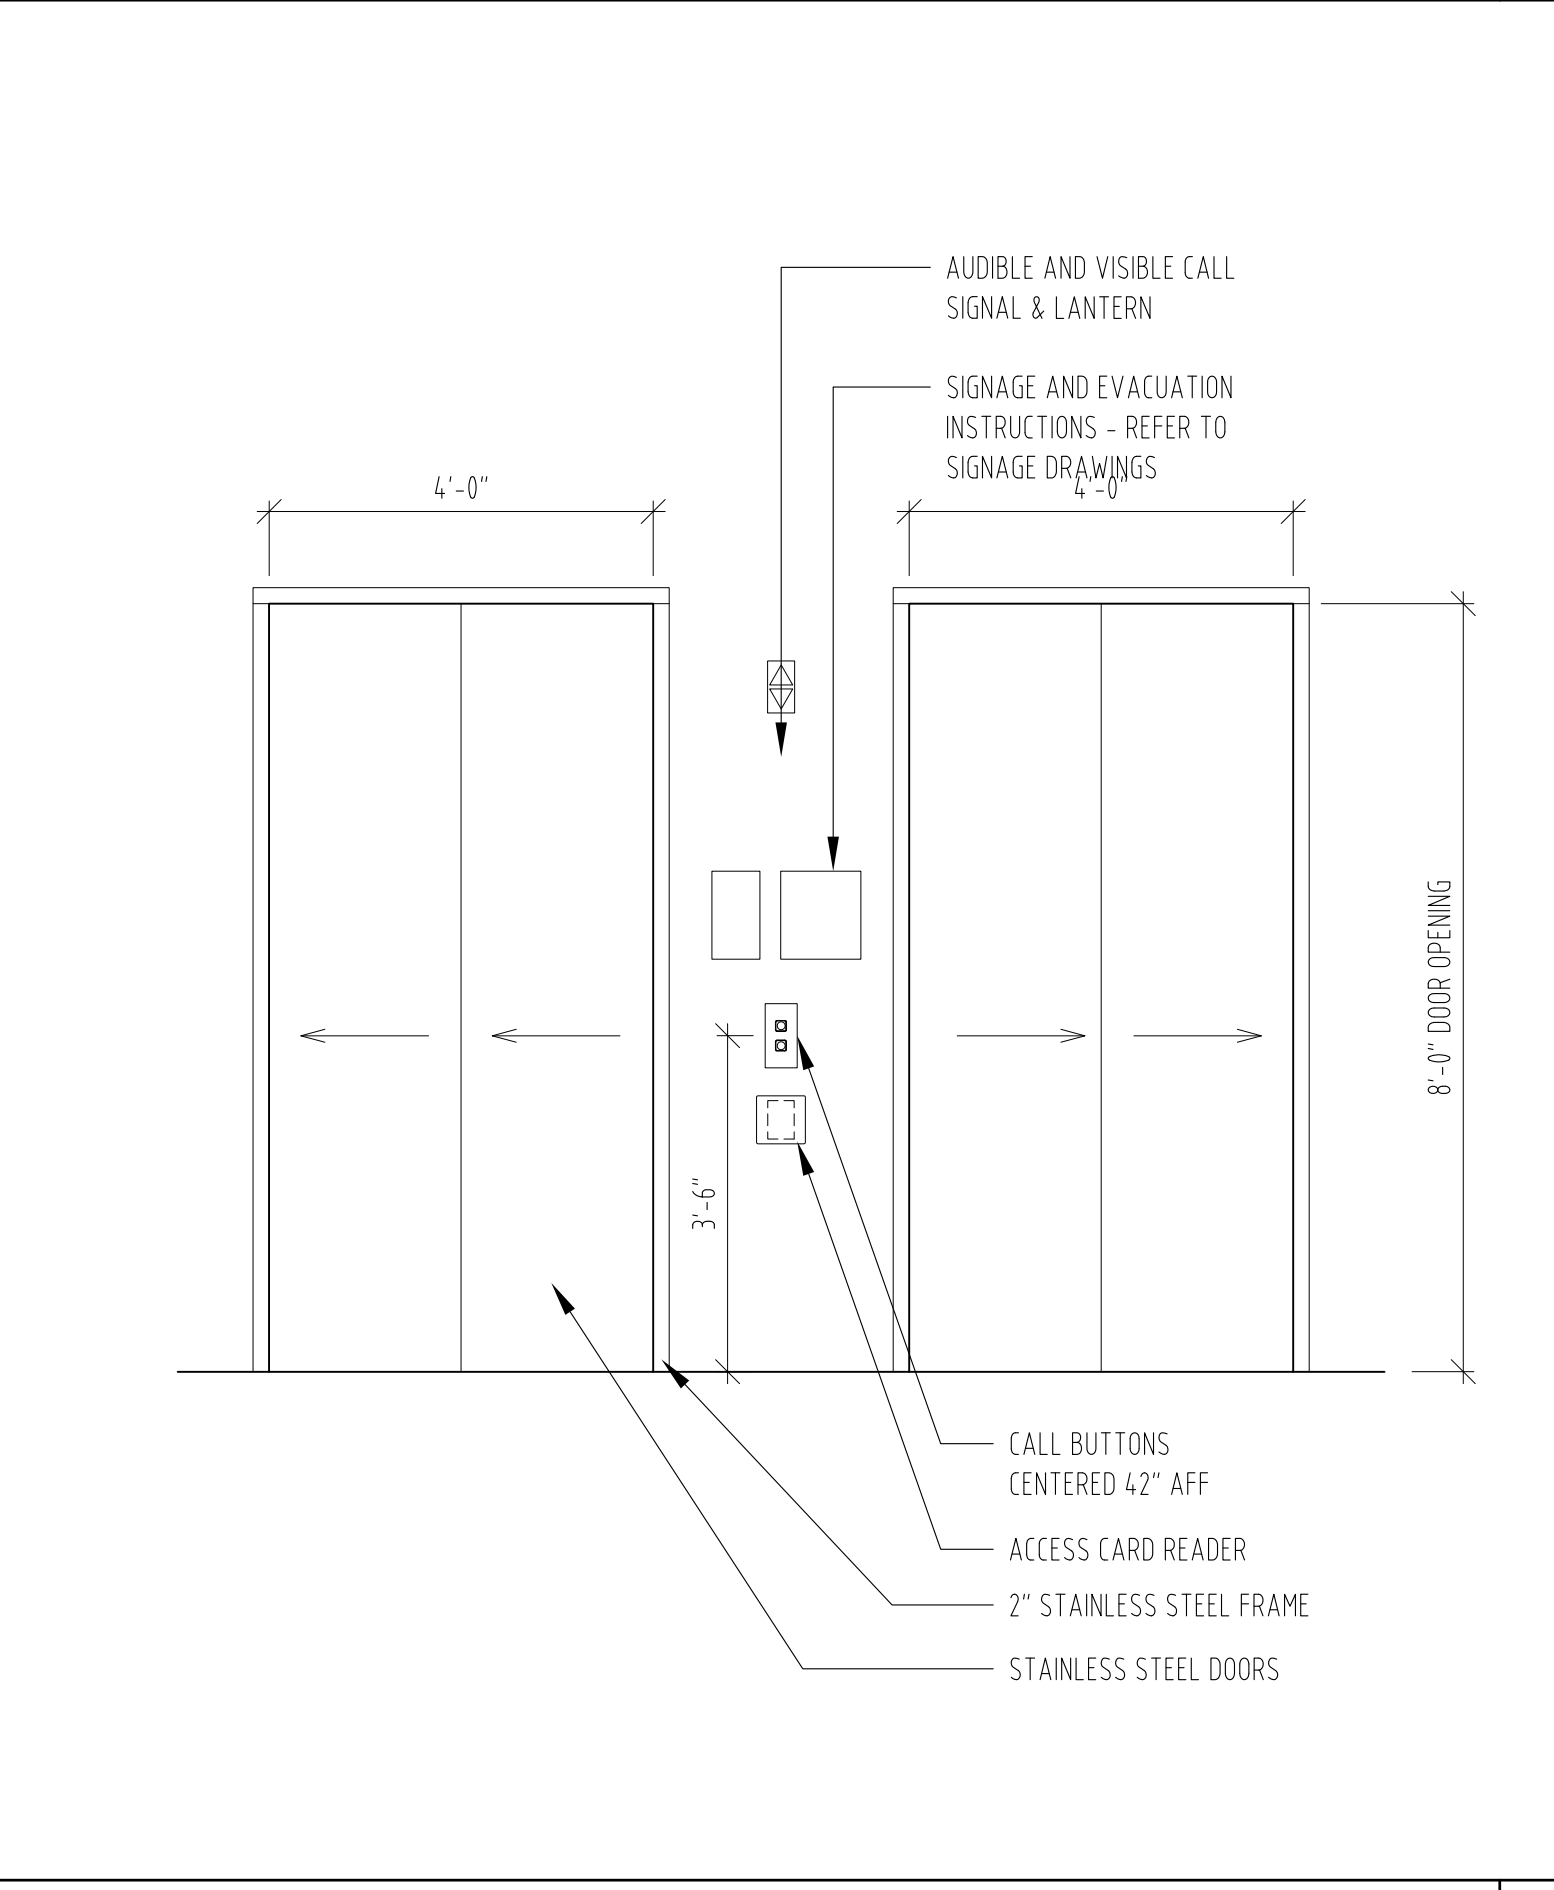 AUDIBLE AND VISIBLE CALL
SIGNAL & LANTERN
SIGNAGE AND EVACUATION
INSTRUCTIONS - REFER TO
SIGNAGE DRAWINGS
4'-0"
4'-0"
8'-0" DOOR OPENING
3'-6"
CALL BUTTONS
CENTERED 42" AFF
ACCESS CARD READER
2" STAINLESS STEEL FRAME
STAINLESS STEEL DOORS